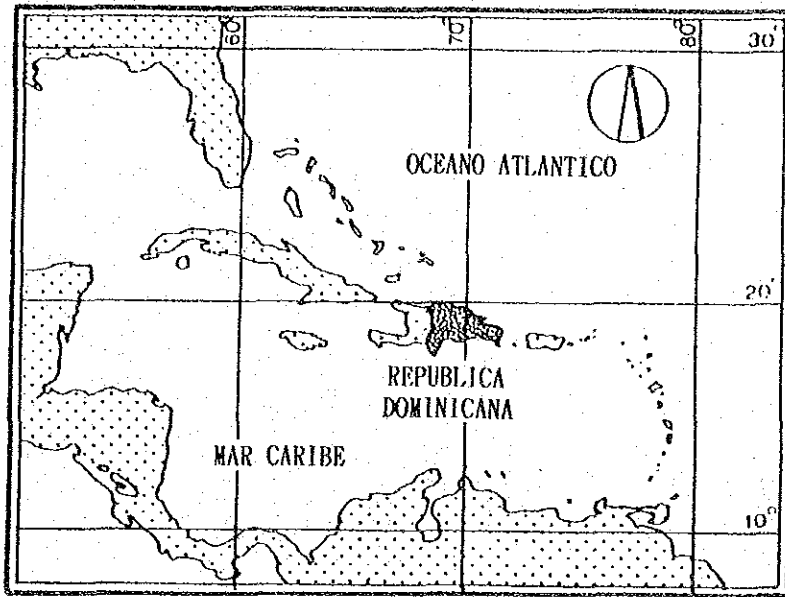 60°
70°
80°
30°
OCEANO ATLANTICO
20°
REPUBLICA
DOMINICANA
MAR CARIBE
10°